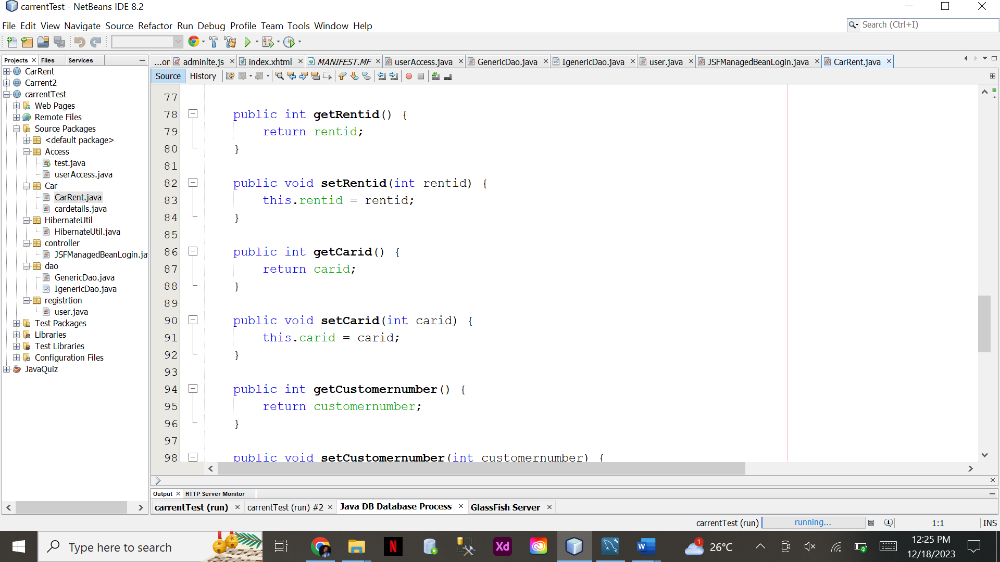 carrentTest - NetBeans IDE 8.2
File Edit View Navigate Source Refactor Run Debug Profile Team Tools Window Help
Search (Ctrl+I)
Projects Files Services
...on adminlte.js index.xhtml MANIFEST.MF userAccess.java GenericDao.java IgenericDao.java user.java JSFManagedBeanLogin.java CarRent.java
Source History
CarRent
Carrent2
carrentTest
Web Pages
Remote Files
Source Packages
<default package>
Access
test.java
userAccess.java
Car
CarRent.java
cardetails.java
HibernateUtil
HibernateUtil.java
controller
JSFManagedBeanLogin.ja
dao
GenericDao.java
IgenericDao.java
registrtion
user.java
Test Packages
Libraries
Test Libraries
Configuration Files
JavaQuiz
77
78 public int getRentid() {
79 return rentid;
80 }
81
82 public void setRentid(int rentid) {
83 this.rentid = rentid;
84 }
85
86 public int getCarid() {
87 return carid;
88 }
89
90 public void setCarid(int carid) {
91 this.carid = carid;
92 }
93
94 public int getCustomernumber() {
95 return customernumber;
96 }
97
98 public void setCustomernumber(int customernumber) {
Output HTTP Server Monitor
carrentTest (run) carrentTest (run) #2 Java DB Database Process GlassFish Server
carrentTest (run) running... 1 1:1 INS
Type here to search
N Xd W 1 26°C
12:25 PM
12/18/2023